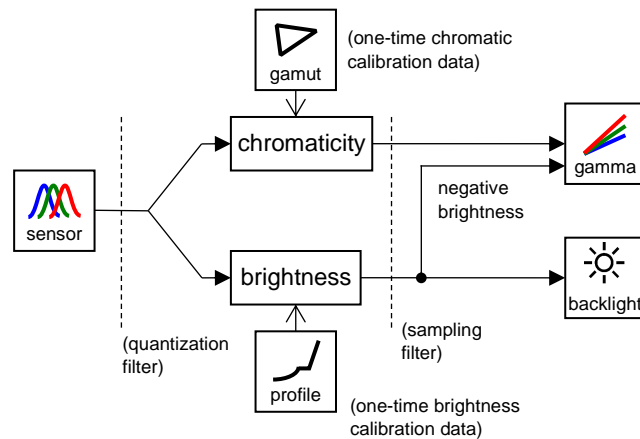 (one-time chromatic
calibration data)
gamut
chromaticity
gamma
negative
brightness
sensor
brightness
backlight
(quantization
filter)
(sampling
filter)
profile
(one-time brightness
calibration data)